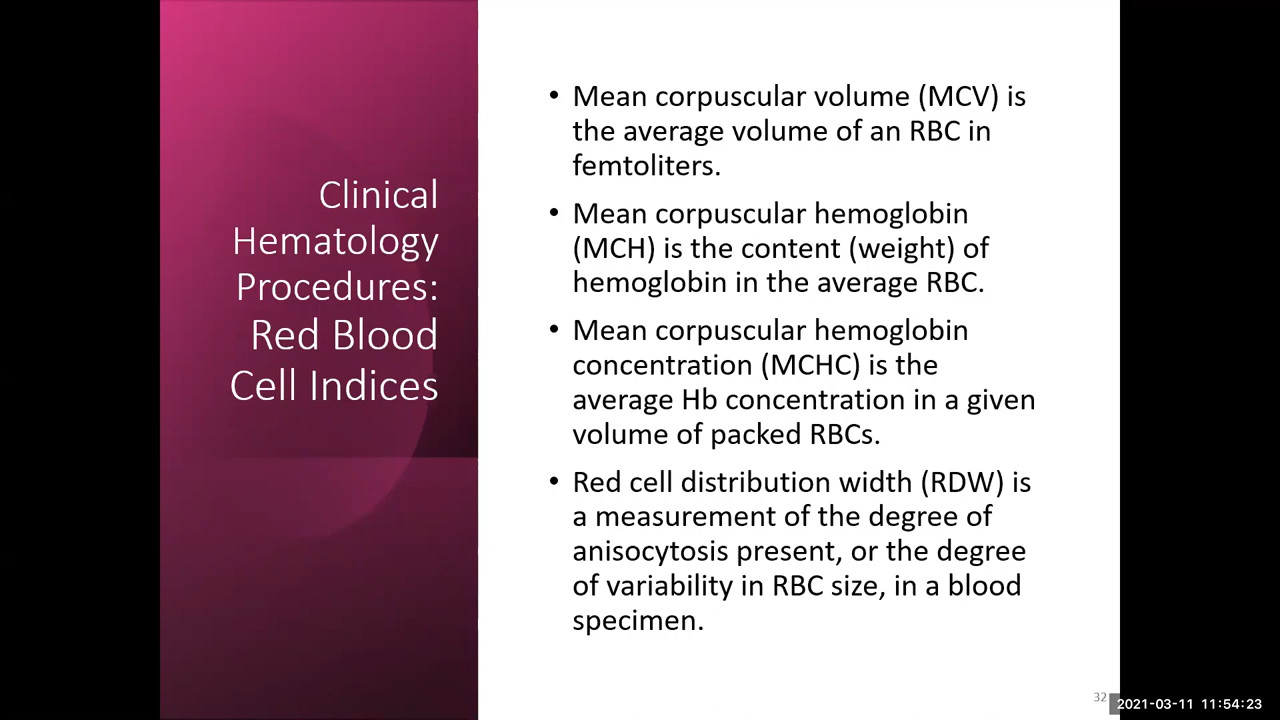 Clinical
Hematology
Procedures:
Red Blood
Cell Indices
• Mean corpuscular volume (MCV) is
the average volume of an RBC in
femtoliters.
• Mean corpuscular hemoglobin
(MCH) is the content (weight) of
hemoglobin in the average RBC.
• Mean corpuscular hemoglobin
concentration (MCHC) is the
average Hb concentration in a given
volume of packed RBCs.
• Red cell distribution width (RDW) is
a measurement of the degree of
anisocytosis present, or the degree
of variability in RBC size, in a blood
specimen.
32
2021-03-11 11:54:23